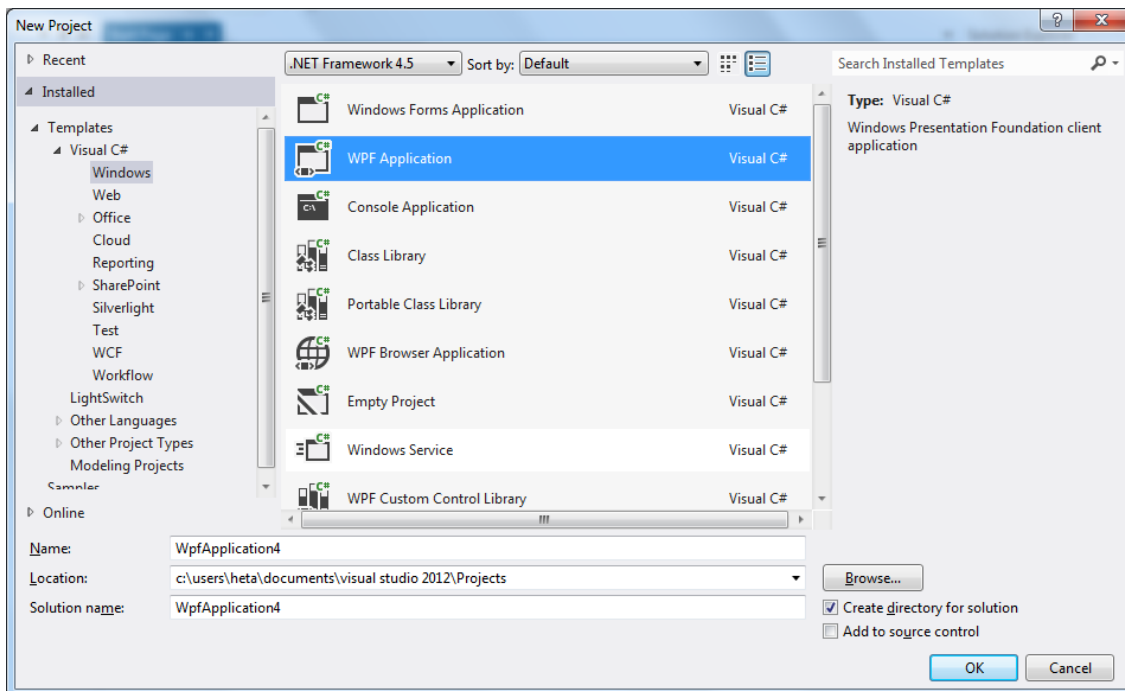 New Project
Recent
Installed
Templates
Visual C#
Windows
Web
Office
Cloud
Reporting
SharePoint
Silverlight
Test
WCF
Workflow
LightSwitch
Other Languages
Other Project Types
Modeling Projects
Samples
Online
.NET Framework 4.5 Sort by: Default
Windows Forms Application Visual C#
WPF Application Visual C#
Console Application Visual C#
Class Library Visual C#
Portable Class Library Visual C#
WPF Browser Application Visual C#
Empty Project Visual C#
Windows Service Visual C#
WPF Custom Control Library Visual C#
Search Installed Templates
Type: Visual C#
Windows Presentation Foundation client
application
Name: WpfApplication4
Location: c:\users\heta\documents\visual studio 2012\Projects
Solution name: WpfApplication4
Browse...
Create directory for solution
Add to source control
OK Cancel